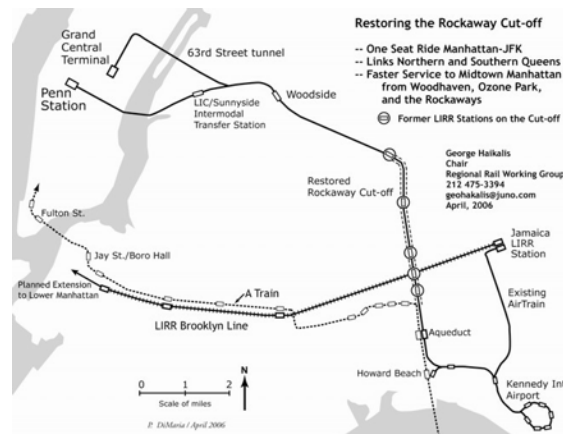 Restoring the Rockaway Cut-off
-- One Seat Ride Manhattan-JFK
-- Links Northern and Southern Queens
-- Faster Service to Midtown Manhattan
from Woodhaven, Ozone Park,
and the Rockaways
Former LIRR Stations on the Cut-off
George Haikalis
Chair
Regional Rail Working Group
212 475-3394
geohakalis@juno.com
April, 2006
Grand
Central
Terminal
63rd Street tunnel
Penn
Station
LIC/Sunnyside
Intermodal
Transfer Station
Woodside
Restored
Rockaway Cut-off
Fulton St.
Jay St./Boro Hall
Jamaica
LIRR
Station
Planned Extension
to Lower Manhattan
A Train
LIRR Brooklyn Line
Existing
AirTrain
Aqueduct
Howard Beach
Kennedy Int
Airport
N
0 1 2
Scale of miles
P. DiMaria / April 2006